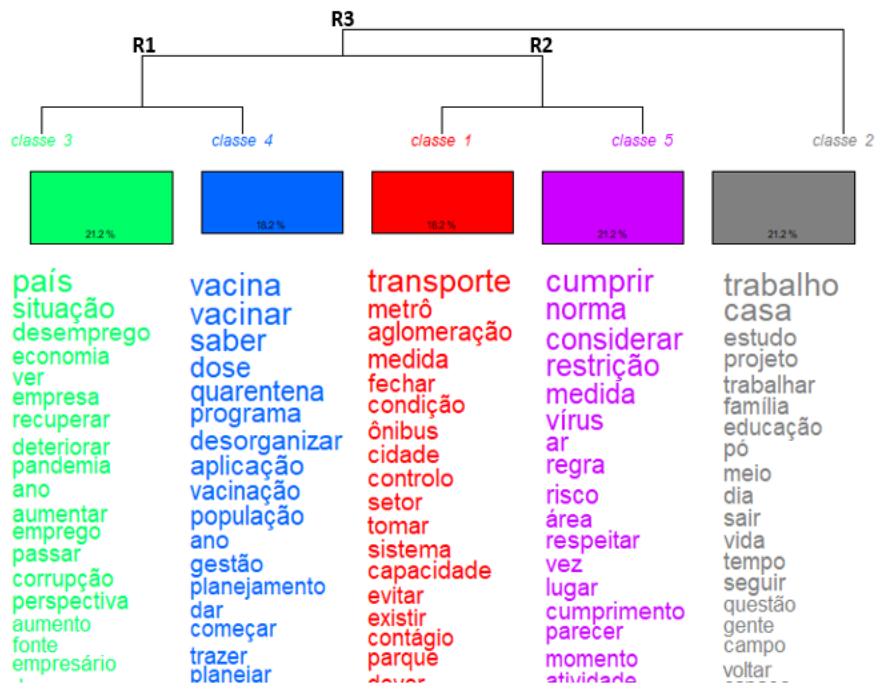 R3
R1
R2
classe 3
classe 4
classe 1
classe 5
classe 2
21.2 %
18.2 %
18.2 %
21.2 %
21.2 %
país
situação
desemprego
economia
ver
empresa
recuperar
deteriorar
pandemia
ano
aumentar
emprego
passar
corrupção
perspectiva
aumento
fonte
empresário
vacina
vacinar
saber
dose
quarentena
programa
desorganizar
aplicação
vacinação
população
ano
gestão
planejamento
dar
começar
trazer
planejar
transporte
metrô
aglomeração
medida
fechar
condição
ônibus
cidade
controlo
setor
tomar
sistema
capacidade
evitar
existir
contágio
parque
dever
cumprir
norma
considerar
restrição
medida
vírus
ar
regra
risco
área
respeitar
vez
lugar
cumprimento
parecer
momento
atividade
trabalho
casa
estudo
projeto
trabalhar
família
educação
pó
meio
dia
sair
vida
tempo
seguir
questão
gente
campo
voltar